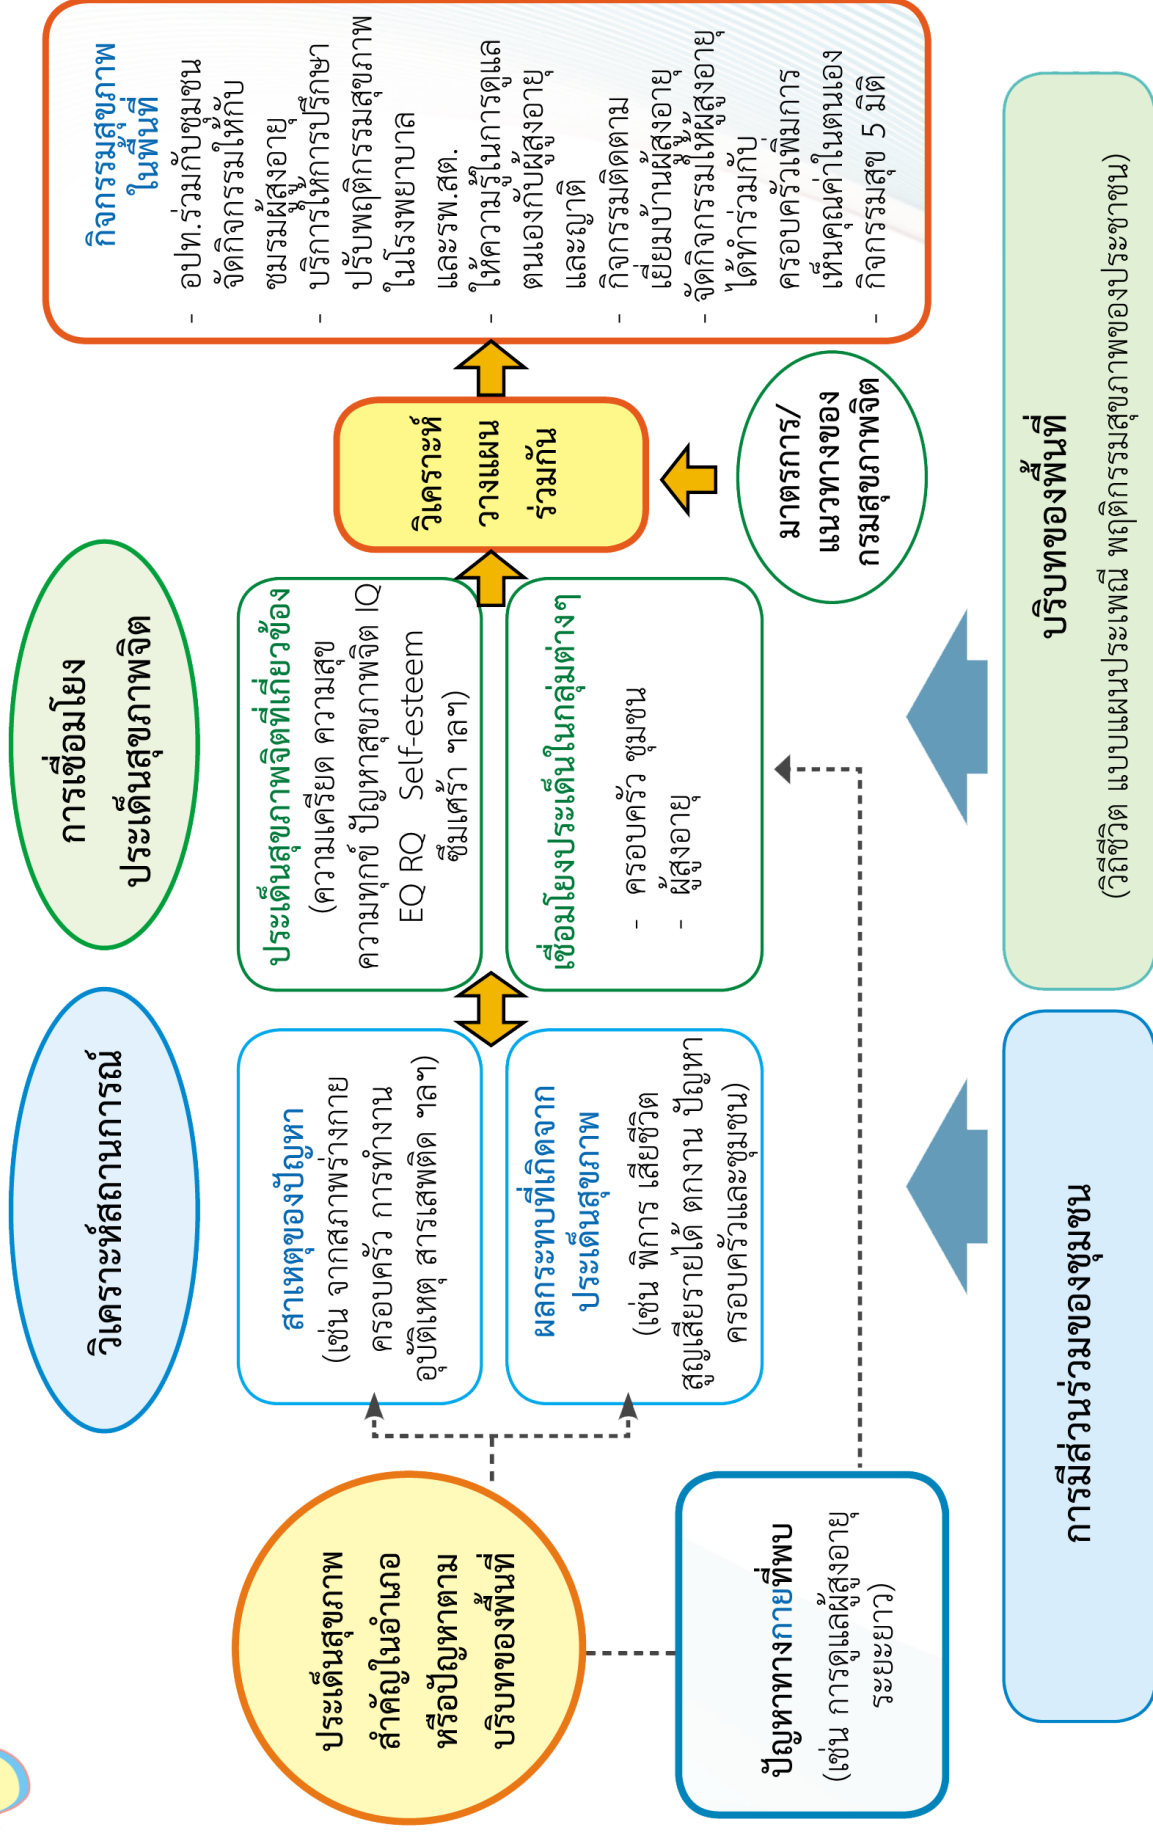 วิเคราะห์สถานการณ์
การเชื่อมโยง
ประเด็นสุขภาพจิต
ประเด็นสุขภาพ
สำคัญในอำเภอ
หรือปัญหาตาม
บริบทของพื้นที่
ปัญหาทางกายที่พบ
(เช่น การดูแลผู้สูงอายุ
ระยะยาว)
สาเหตุของปัญหา
(เช่น จากสภาพร่างกาย
ครอบครัว การทำงาน
อุบัติเหตุ สารเสพติด ฯลฯ)
ผลกระทบที่เกิดจาก
ประเด็นสุขภาพ
(เช่น พิการ เสียชีวิต
สูญเสียรายได้ ตกงาน ปัญหา
ครอบครัวและชุมชน)
ประเด็นสุขภาพจิตที่เกี่ยวข้อง
(ความเครียด ความสุข
ความทุกข์ ปัญหาสุขภาพจิต IQ
EQ RQ Self-esteem
ซึมเศร้า ฯลฯ)
เชื่อมโยงประเด็นในกลุ่มต่างๆ
- ครอบครัว ชุมชน
- ผู้สูงอายุ
วิเคราะห์
วางแผน
ร่วมกัน
มาตรการ/
แนวทางของ
กรมสุขภาพจิต
กิจกรรมสุขภาพ
ในพื้นที่
- อปท.ร่วมกับชุมชน
จัดกิจกรรมให้กับ
ชมรมผู้สูงอายุ
- บริการให้การปรึกษา
ปรับพฤติกรรมสุขภาพ
ในโรงพยาบาล
และรพ.สต.
- ให้ความรู้ในการดูแล
ตนเองกับผู้สูงอายุ
และญาติ
- กิจกรรมติดตาม
เยี่ยมบ้านผู้สูงอายุ
- จัดกิจกรรมให้ผู้สูงอายุ
ได้ทำร่วมกับ
ครอบครัวเพิ่มการ
เห็นคุณค่าในตนเอง
- กิจกรรมสุข 5 มิติ
การมีส่วนร่วมของชุมชน
บริบทของพื้นที่
(วิถีชีวิต แบบแผนประเพณี พฤติกรรมสุขภาพของประชาชน)